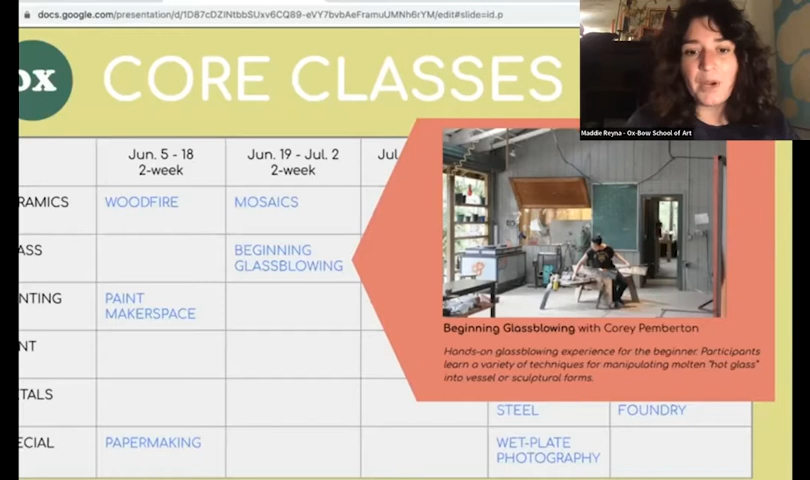 docs.google.com/presentation/d/1D87cDZINtbbSUxv6CQ89-eVY7bvbAeFramuUMNh6rYM/edit#slide=id.p
OX
CORE CLASSES
Maddie Reyna - Ox-Bow School of Art
Jun. 5 - 18
2-week
Jun. 19 - Jul. 2
2-week
Jul
RAMICS
WOODFIRE
MOSAICS
ASS
BEGINNING
GLASSBLOWING
NTING
PAINT
MAKERSPACE
NT
ETALS
STEEL
FOUNDRY
ECIAL
PAPERMAKING
WET-PLATE
PHOTOGRAPHY
Beginning Glassblowing with Corey Pemberton
Hands-on glassblowing experience for the beginner. Participants
learn a variety of techniques for manipulating molten "hot glass"
into vessel or sculptural forms.